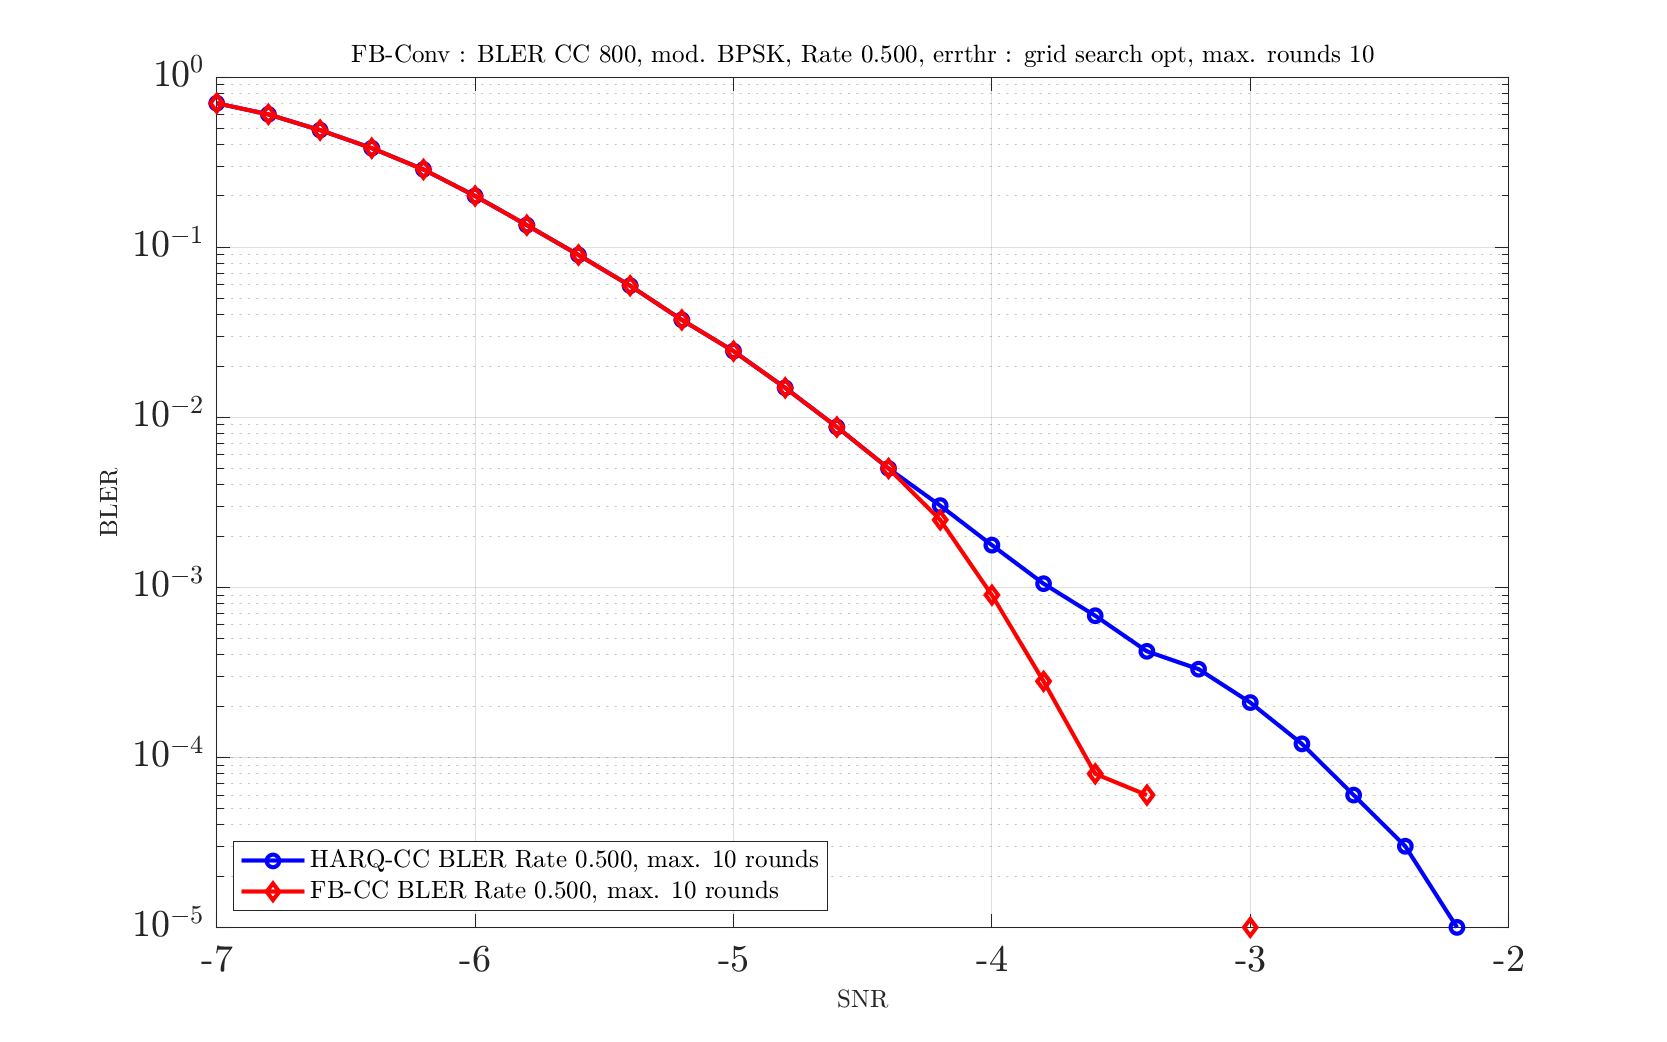 FB-Conv : BLER CC 800, mod. BPSK, Rate 0.500, errthr : grid search opt, max. rounds 10
10^0
10^{-1}
10^{-2}
10^{-3}
10^{-4}
10^{-5}
BLER
HARQ-CC BLER Rate 0.500, max. 10 rounds
FB-CC BLER Rate 0.500, max. 10 rounds
-7 -6 -5 -4 -3 -2
SNR